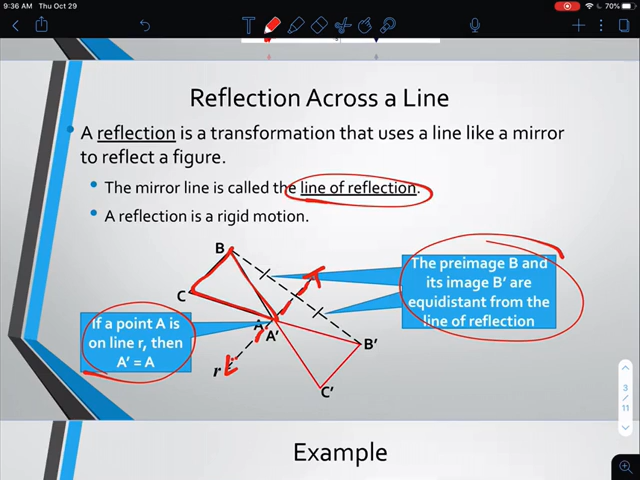 9:36 AM Thu Oct 29
70%
Reflection Across a Line
• A reflection is a transformation that uses a line like a mirror
to reflect a figure.
• The mirror line is called the line of reflection.
• A reflection is a rigid motion.
B
C
The preimage B and
its image B' are
equidistant from the
line of reflection
If a point A is
on line r, then
A' = A
A
A'
B'
r
C'
3
/
11
Example